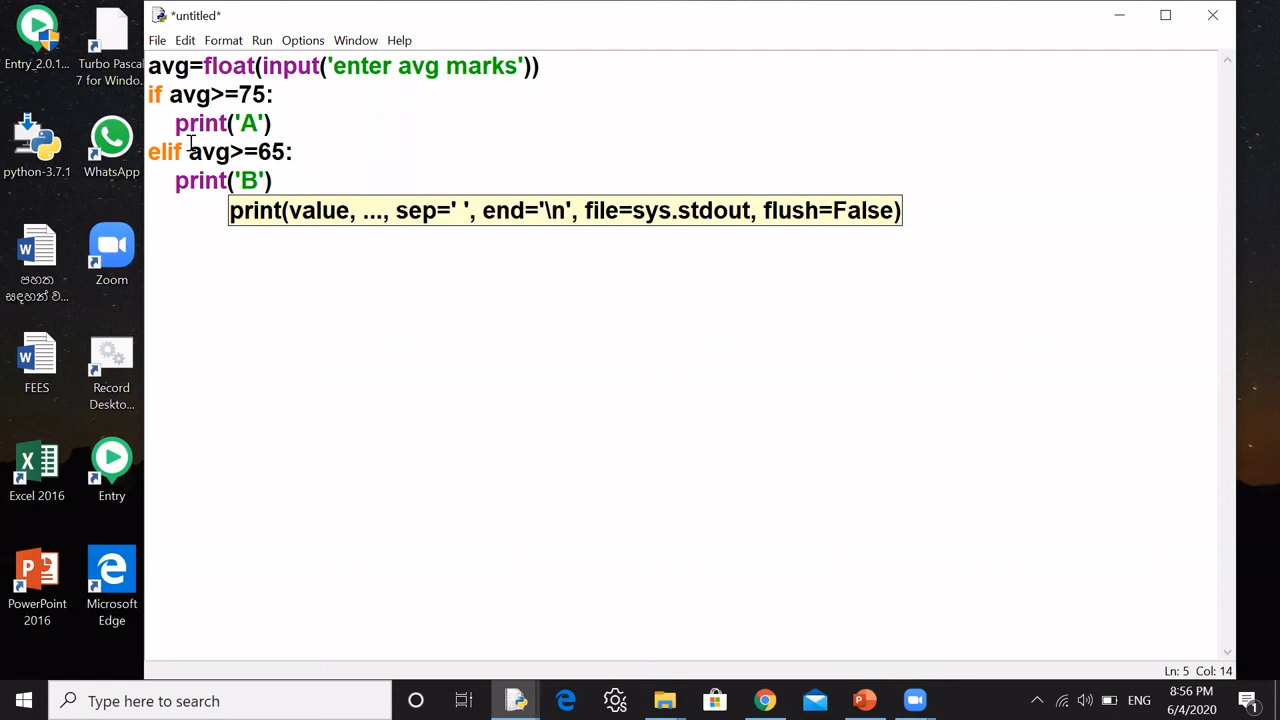 *untitled*
File Edit Format Run Options Window Help
avg=float(input('enter avg marks'))
if avg>=75:
print('A')
elif avg>=65:
print('B')
print(value, ..., sep=' ', end='\n', file=sys.stdout, flush=False)
Entry_2.0.1...
Turbo Pascal
7 for Windo...
python-3.7.1
WhatsApp
පහත
සඳහන් ව...
Zoom
FEES
Record
Deskto...
Excel 2016
Entry
PowerPoint
2016
Microsoft
Edge
Ln: 5 Col: 14
Type here to search
ENG
8:56 PM
6/4/2020
1